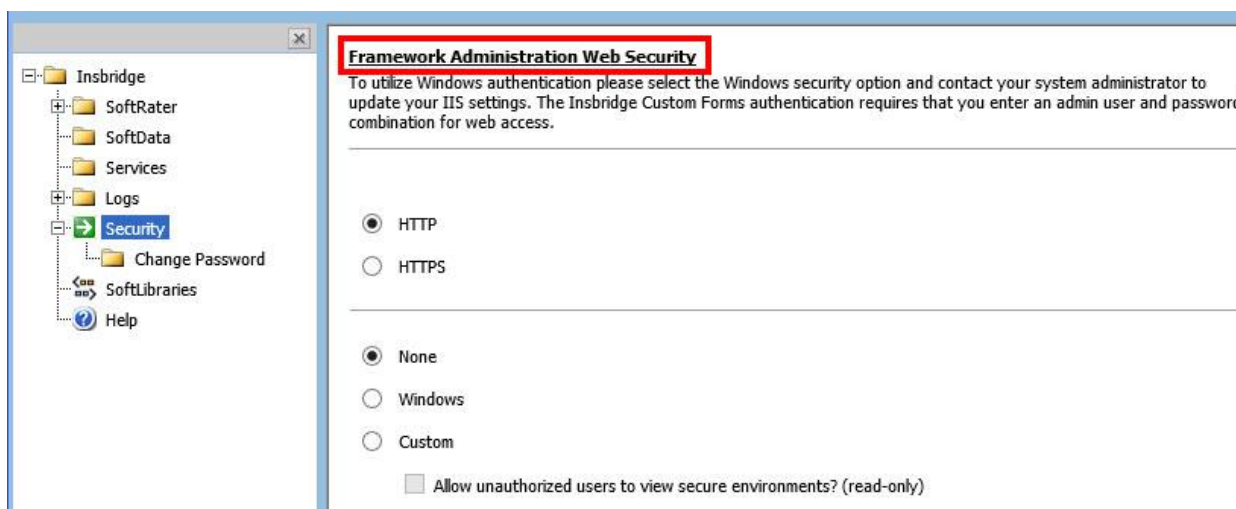 Insbridge
SoftRater
SoftData
Services
Logs
Security
Change Password
SoftLibraries
Help
Framework Administration Web Security
To utilize Windows authentication please select the Windows security option and contact your system administrator to
update your IIS settings. The Insbridge Custom Forms authentication requires that you enter an admin user and password
combination for web access.
HTTP
HTTPS
None
Windows
Custom
Allow unauthorized users to view secure environments? (read-only)